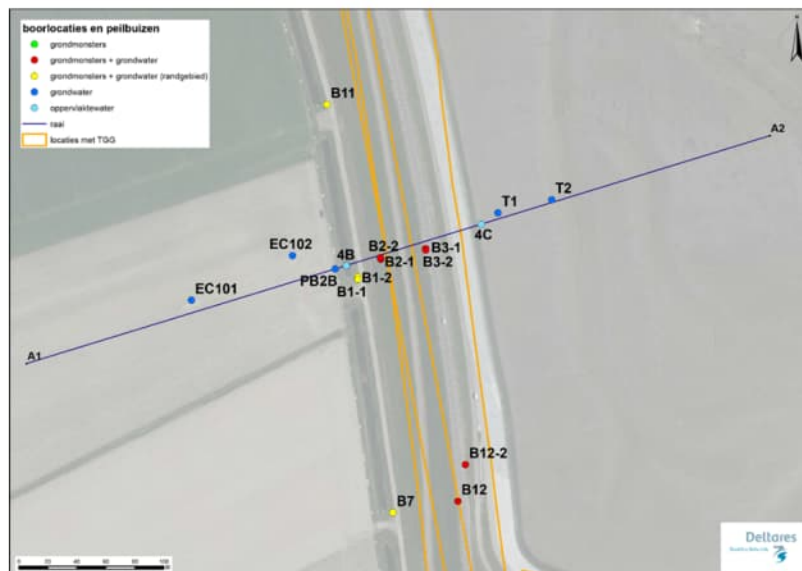 boorlocaties en peilbuizen
grondmonsters
grondmonsters + grondwater
grondmonsters + grondwater (randgebied)
grondwater
oppervlaktewater
raai
locaties met TGG
B11
A2
T1
T2
4C
B2-2
B3-1
B2-1
B3-2
EC102
4B
PB2B
B1-2
B1-1
EC101
A1
B12-2
B12
B7
0 20 40 60 80 100
Deltares